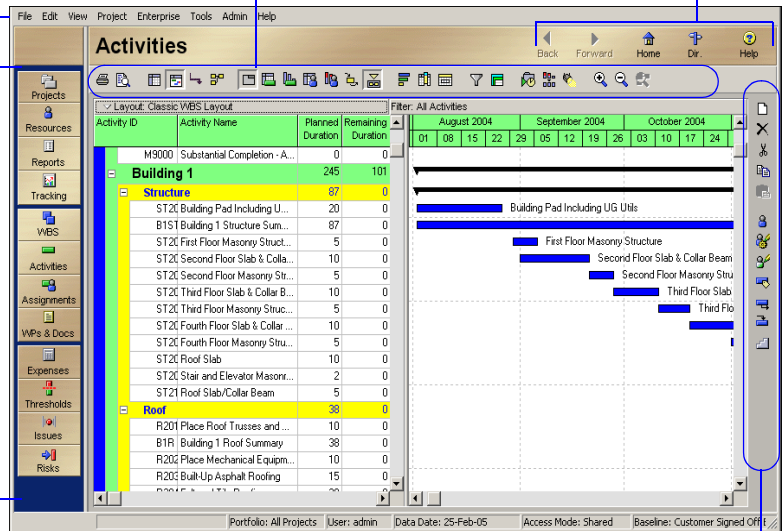 File Edit View Project Enterprise Tools Admin Help
Activities
Back Forward Home Dir. Help
Projects
Resources
Reports
Tracking
WBS
Activities
Assignments
WPs & Docs
Expenses
Thresholds
Issues
Risks
Layout: Classic WBS Layout Filter: All Activities
Activity ID Activity Name Planned Duration Remaining Duration
August 2004 September 2004 October 2004
01 08 15 22 29 05 12 19 26 03 10 17 24
M9000 Substantial Completion - A... 0 0
Building 1 245 101
Structure 87 0
ST20 Building Pad Including U... 20 0 Building Pad Including UG Utils
B1ST Building 1 Structure Sum... 87 0
ST20 First Floor Masonry Struct... 5 0 First Floor Masonry Structure
ST20 Second Floor Slab & Colla... 10 0 Second Floor Slab & Collar Beam
ST20 Second Floor Masonry Str... 5 0 Second Floor Masonry Stru
ST20 Third Floor Slab & Collar B... 10 0 Third Floor Slab
ST20 Third Floor Masonry Struc... 5 0 Third Flo
ST20 Fourth Floor Slab & Collar ... 10 0
ST20 Fourth Floor Masonry Stru... 5 0
ST20 Roof Slab 10 0
ST20 Stair and Elevator Masonr... 2 0
ST21 Roof Slab/Collar Beam 5 0
Roof 38 0
R201 Place Roof Trusses and ... 10 0
B1R Building 1 Roof Summary 38 0
R202 Place Mechanical Equipm... 10 0
R203 Built-Up Asphalt Roofing 15 0
Portfolio: All Projects User: admin Data Date: 25-Feb-05 Access Mode: Shared Baseline: Customer Signed Off